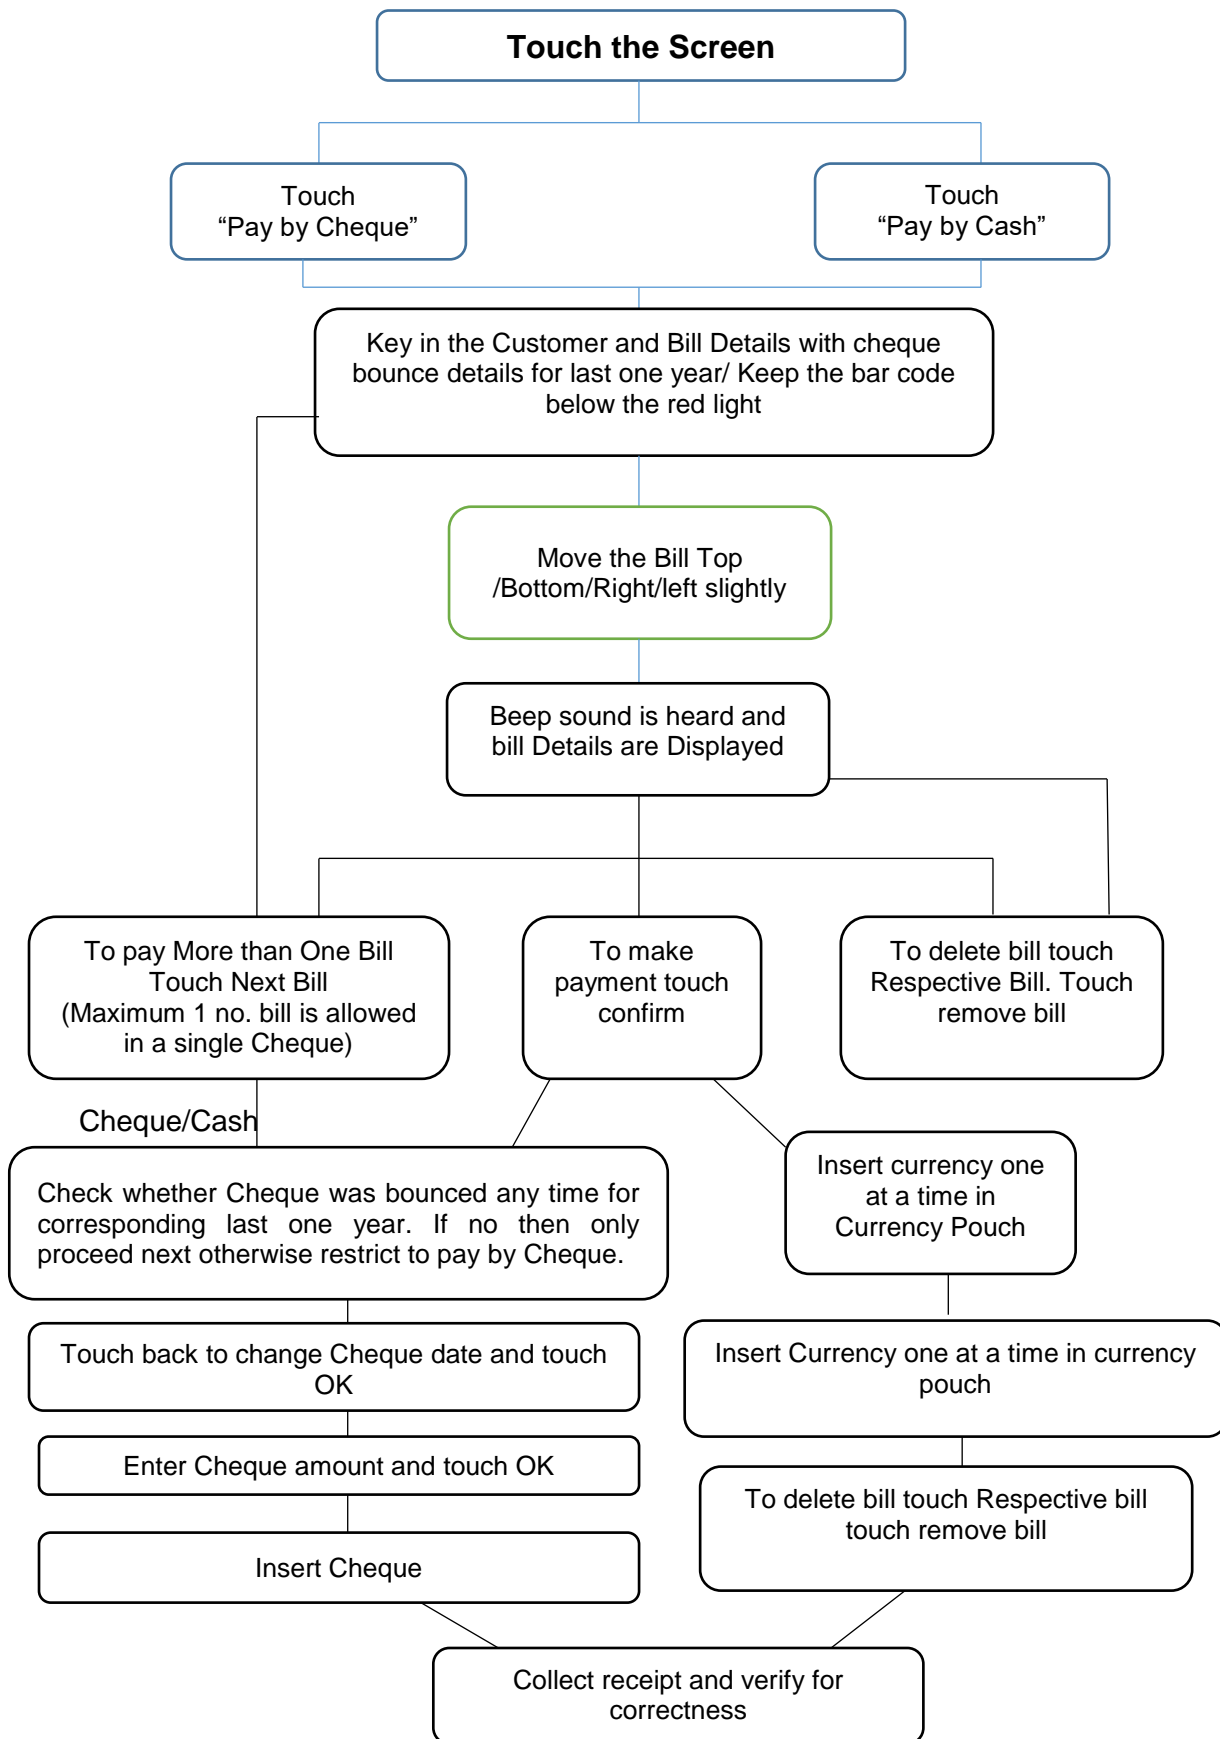 Touch the Screen
Touch
“Pay by Cheque”
Touch
“Pay by Cash”
Key in the Customer and Bill Details with cheque
bounce details for last one year/ Keep the bar code
below the red light
Move the Bill Top
/Bottom/Right/left slightly
Beep sound is heard and
bill Details are Displayed
To pay More than One Bill
Touch Next Bill
(Maximum 1 no. bill is allowed
in a single Cheque)
To make
payment touch
confirm
To delete bill touch
Respective Bill. Touch
remove bill
Cheque/Cash
Check whether Cheque was bounced any time for
corresponding last one year. If no then only
proceed next otherwise restrict to pay by Cheque.
Insert currency one
at a time in
Currency Pouch
Touch back to change Cheque date and touch
OK
Insert Currency one at a time in currency
pouch
Enter Cheque amount and touch OK
To delete bill touch Respective bill
touch remove bill
Insert Cheque
Collect receipt and verify for
correctness